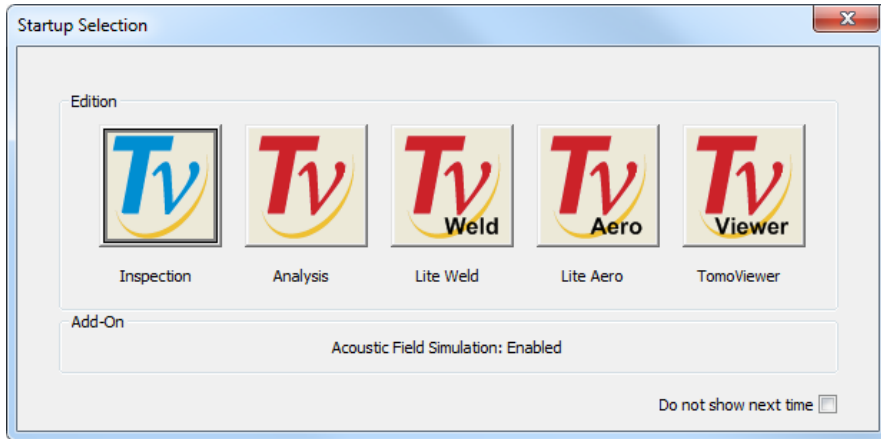 Startup Selection
Edition
Tv
Tv
Tv Weld
Tv Aero
Tv Viewer
Inspection
Analysis
Lite Weld
Lite Aero
TomoViewer
Add-On
Acoustic Field Simulation: Enabled
Do not show next time